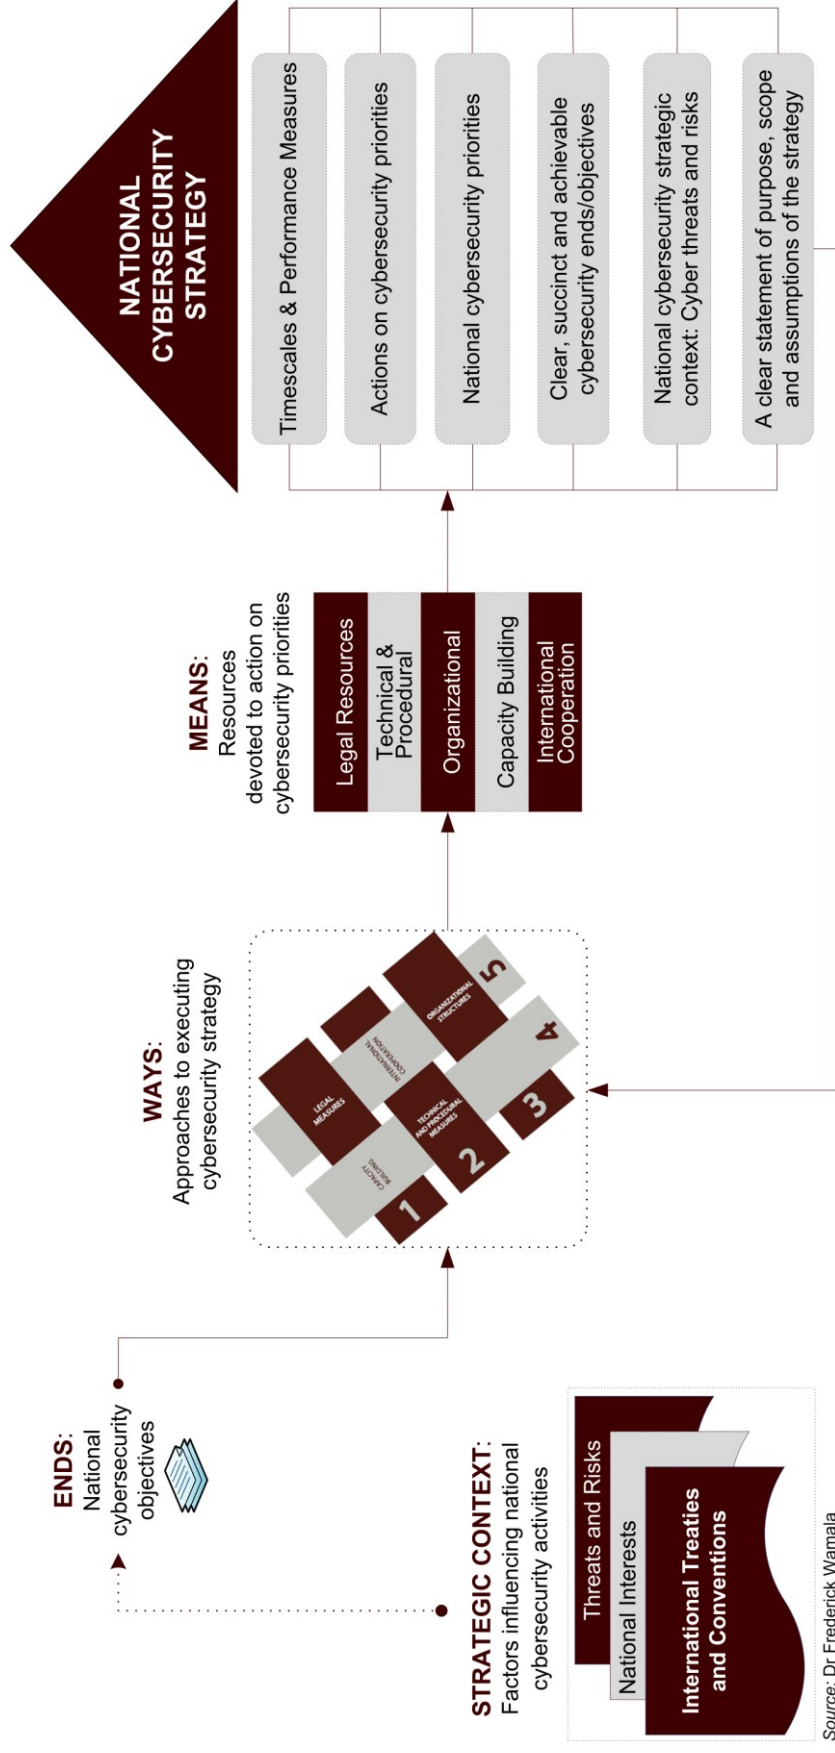 ENDS:
National
cybersecurity
objectives
STRATEGIC CONTEXT:
Factors influencing national
cybersecurity activities
Threats and Risks
National Interests
International Treaties
and Conventions
Source: Dr Frederick Wamala
WAYS:
Approaches to executing
cybersecurity strategy
LEGAL
MEASURES
INTERNATIONAL
COOPERATION
ORGANIZATIONAL
STRUCTURES
CAPACITY
BUILDING
TECHNICAL
AND PROCEDURAL
MEASURES
1
2
3
4
5
MEANS:
Resources
devoted to action on
cybersecurity priorities
Legal Resources
Technical &
Procedural
Organizational
Capacity Building
International
Cooperation
NATIONAL
CYBERSECURITY
STRATEGY
Timescales & Performance Measures
Actions on cybersecurity priorities
National cybersecurity priorities
Clear, succinct and achievable
cybersecurity ends/objectives
National cybersecurity strategic
context: Cyber threats and risks
A clear statement of purpose, scope
and assumptions of the strategy